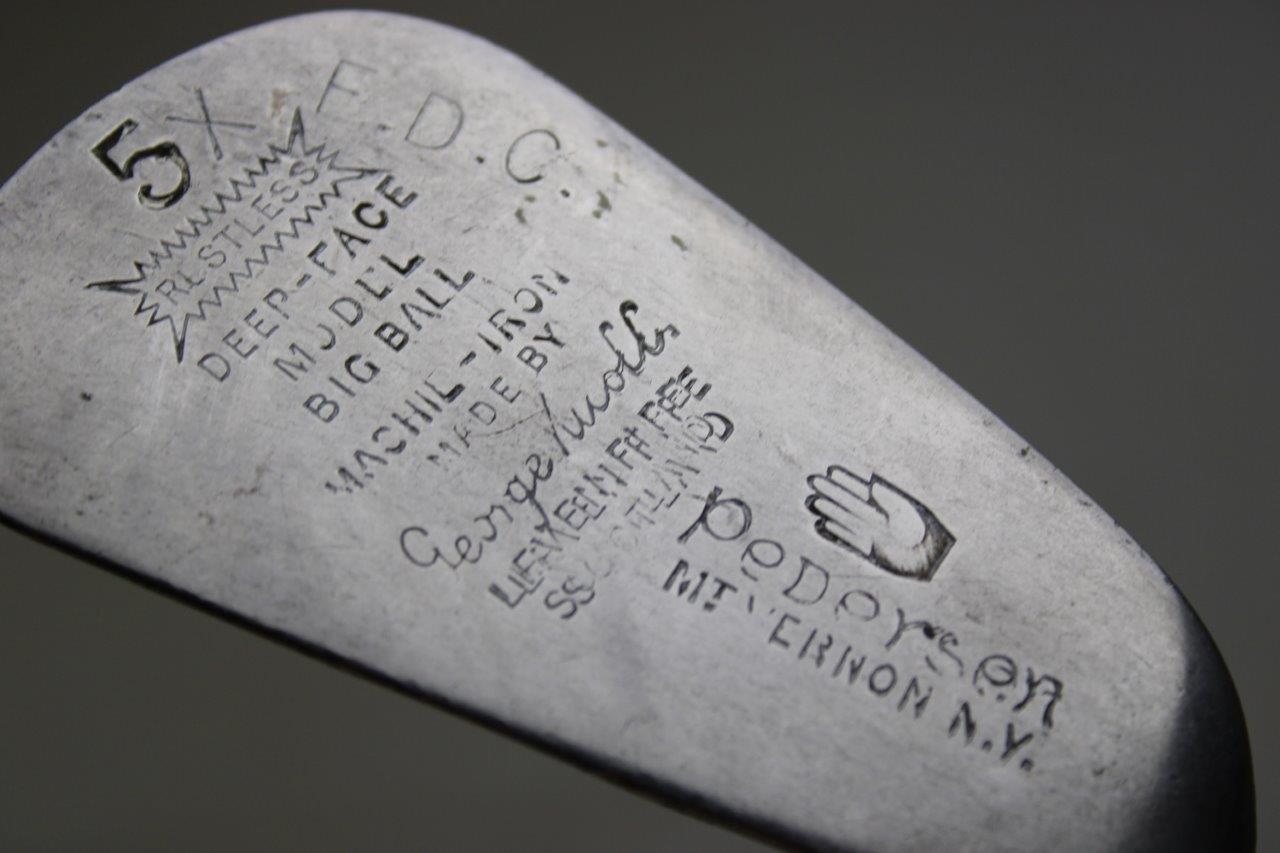 5X F.D.C.
RUSTLESS
DEEP-FACE
MODEL
BIG BALL
MASHIE-IRON
MADE BY
George Nicoll
LEVEN FIFE
SCOTLAND
Pedersen
MT. VERNON N.Y.